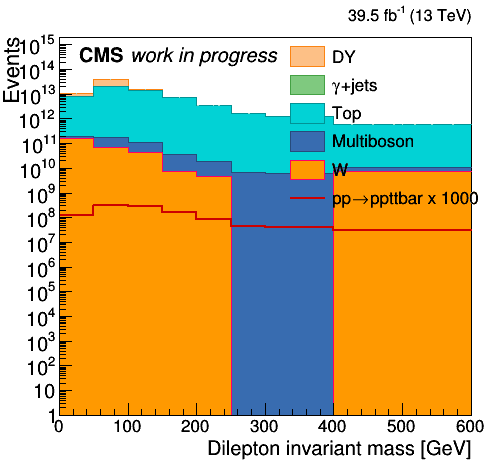 39.5 fb⁻¹ (13 TeV)
Events
CMS work in progress
DY
γ+jets
Top
Multiboson
W
pp→ppttbar x 1000
10¹⁵
10¹⁴
10¹³
10¹²
10¹¹
10¹⁰
10⁹
10⁸
10⁷
10⁶
10⁵
10⁴
10³
10²
10
1
0 100 200 300 400 500 600
Dilepton invariant mass [GeV]